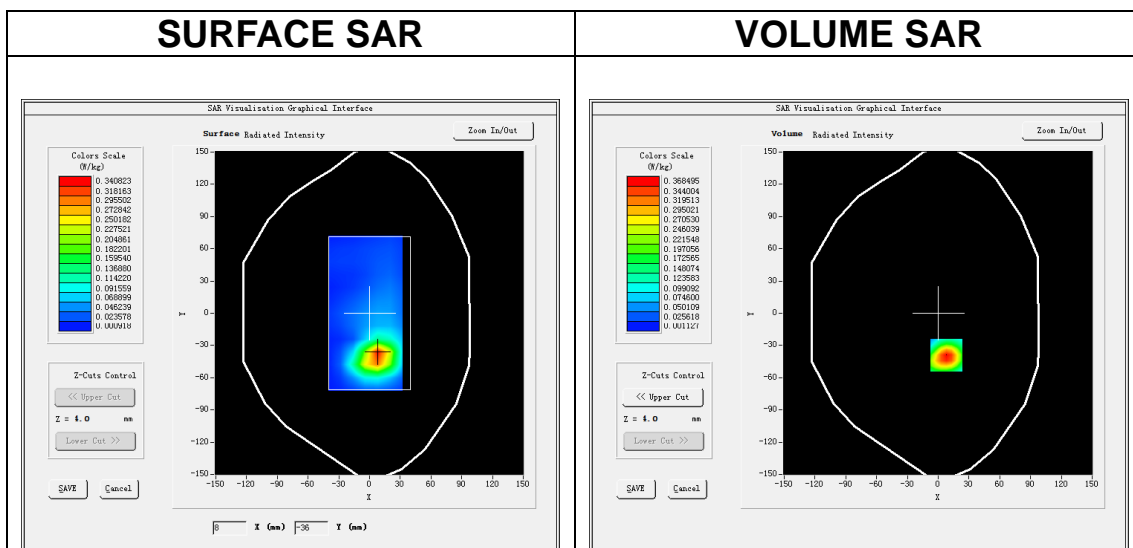 SURFACE SAR
VOLUME SAR
SAR Visualisation Graphical Interface
Surface Radiated Intensity
Zoom In/Out
Colors Scale
(W/kg)
0.340823
0.318163
0.295502
0.272842
0.250182
0.227521
0.204861
0.182201
0.159540
0.136880
0.114220
0.091559
0.068899
0.046239
0.023578
0.000918
Z-Cuts Control
<< Upper Cut
Z = 4.0 mm
Lower Cut >>
SAVE
Cancel
150
120
90
60
30
0
-30
-60
-90
-120
-150
Y
-150 -120 -90 -60 -30 0 30 60 90 120 150
X
8 X (mm) -36 Y (mm)
SAR Visualisation Graphical Interface
Volume Radiated Intensity
Zoom In/Out
Colors Scale
(W/kg)
0.368495
0.344004
0.319513
0.295021
0.270530
0.246039
0.221548
0.197056
0.172565
0.148074
0.123583
0.099092
0.074600
0.050109
0.025618
0.001127
Z-Cuts Control
<< Upper Cut
Z = 4.0 mm
Lower Cut >>
SAVE
Cancel
150
120
90
60
30
0
-30
-60
-90
-120
-150
Y
-150 -120 -90 -60 -30 0 30 60 90 120 150
X